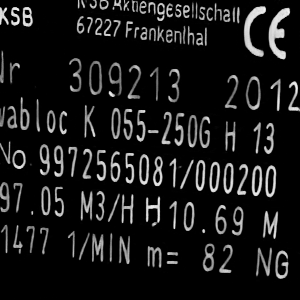 KSB KSB Aktiengesellschaft CE
67227 Frankenthal
Nr 309213 2012
vabloc K 055-250G H 13
No 9972565081/000200
97.05 M3/H H 10.69 M
1477 1/MIN m= 82 NG